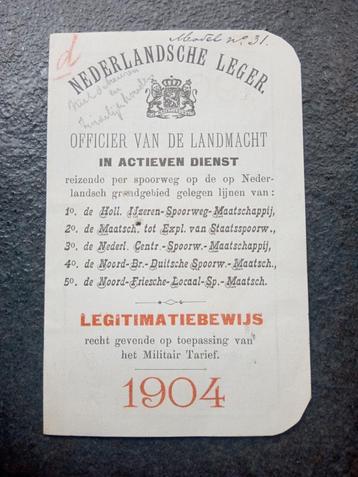 d
Model no. 31.
NEDERLANDSCHE LEGER.
en
OFFICIER VAN DE LANDMACHT
IN ACTIEVEN DIENST
reizende per spoorweg op de op Neder-
landsch grondgebied gelegen lijnen van:
1o. de Holl. IJzeren-Spoorweg-Maatschappij,
2o. de Maatsch. tot Expl. van Staatsspoorw.,
3o. de Nederl. Centr.-Spoorw.-Maatschapp.,
4o. de Noord-Br.-Duitsche Spoorw.-Maatsch.,
5o. de Noord-Friesche-Locaal-Sp.-Maatsch.
LEGITIMATIEBEWIJS
recht gevende op toepassing van
het Militair Tarief.
1904